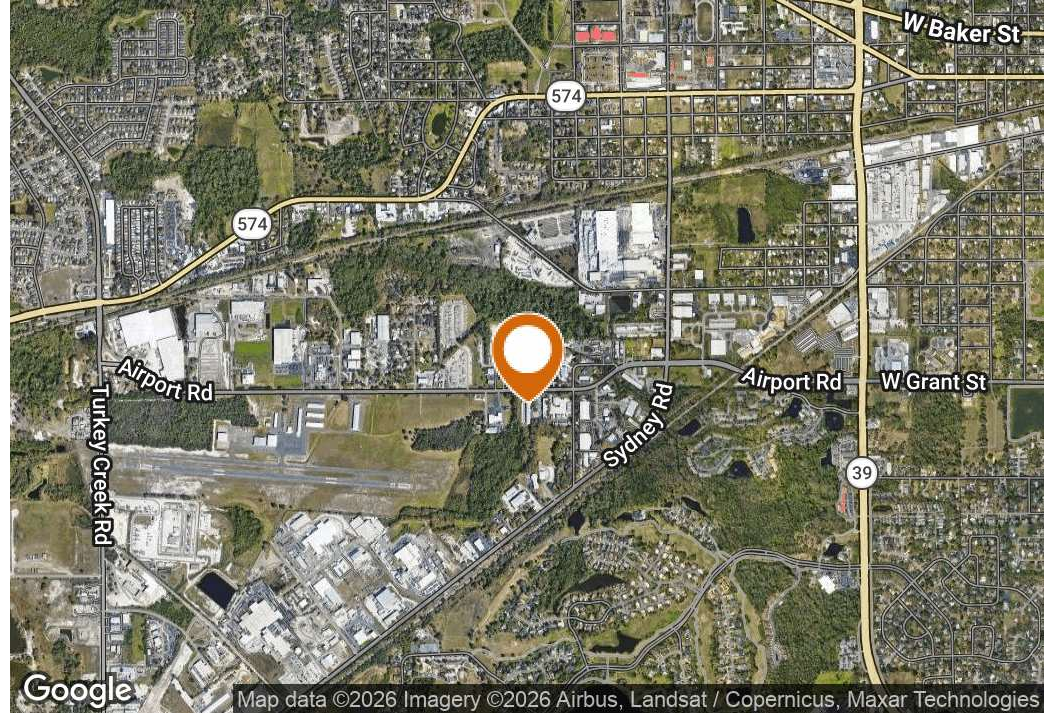 W Baker St
574
574
Airport Rd
Airport Rd
W Grant St
Turkey Creek Rd
Sydney Rd
39
Google
Map data ©2026 Imagery ©2026 Airbus, Landsat / Copernicus, Maxar Technologies